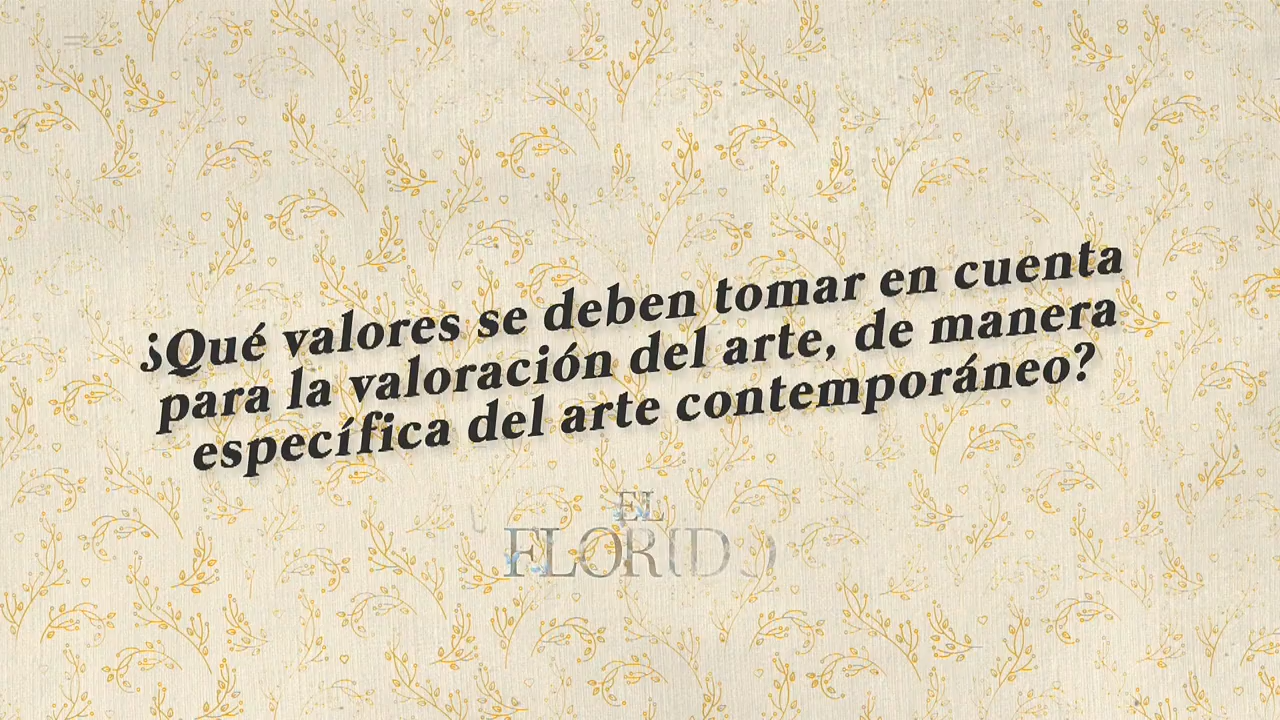 ¿Qué valores se deben tomar en cuenta
para la valoración del arte, de manera
específica del arte contemporáneo?
EL
FLORIDO